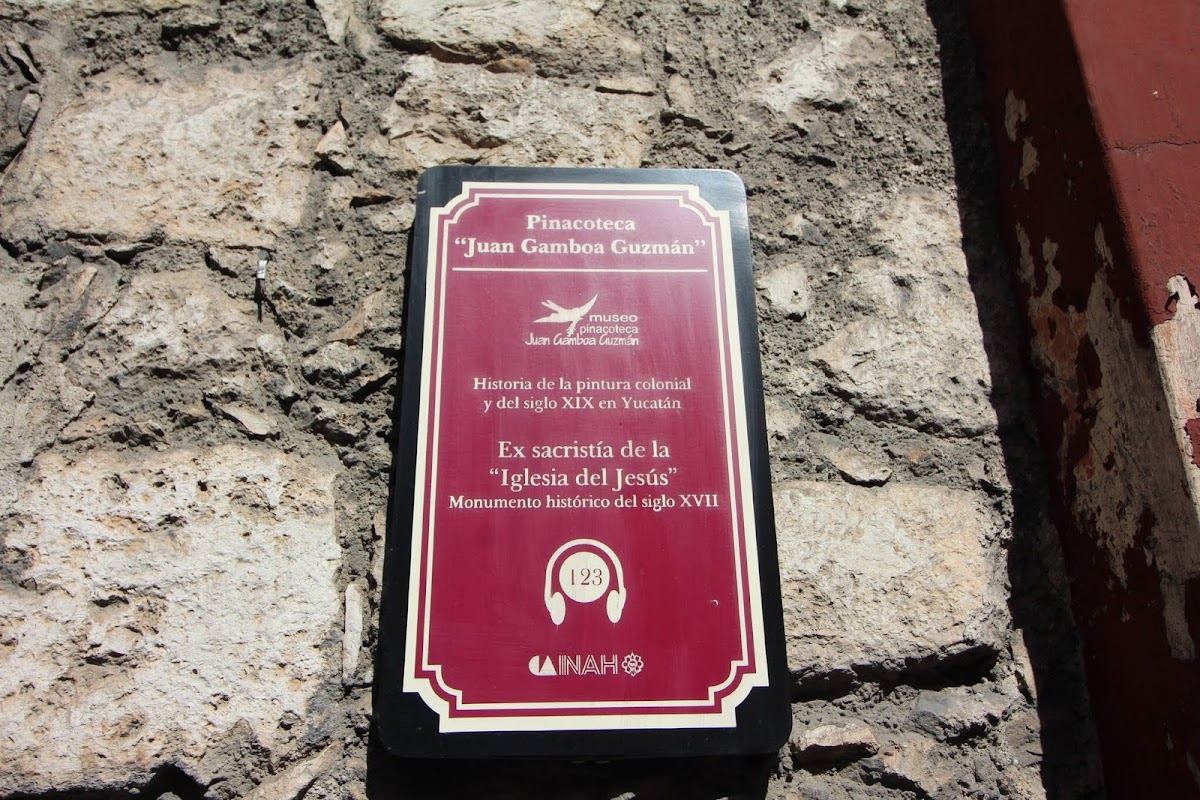 Pinacoteca
“Juan Gamboa Guzmán”
museo
pinacoteca
Juan Gamboa Guzmán
Historia de la pintura colonial
y del siglo XIX en Yucatán
Ex sacristía de la
“Iglesia del Jesús”
Monumento histórico del siglo XVII
123
CA INAH